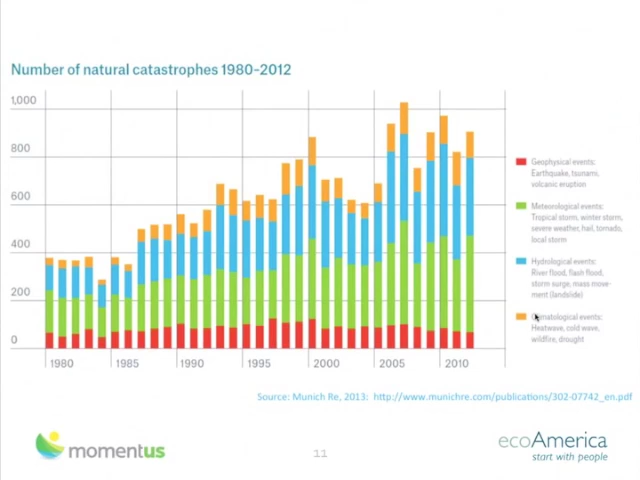 Number of natural catastrophes 1980–2012
1,000
800
600
400
200
0
1980
1985
1990
1995
2000
2005
2010
Geophysical events:
Earthquake, tsunami,
volcanic eruption
Meteorological events:
Tropical storm, winter storm,
severe weather, hail, tornado,
local storm
Hydrological events:
River flood, flash flood,
storm surge, mass move-
ment (landslide)
Climatological events:
Heatwave, cold wave,
wildfire, drought
Source: Munich Re, 2013: http://www.munichre.com/publications/302-07742_en.pdf
momentus
11
ecoAmerica
start with people